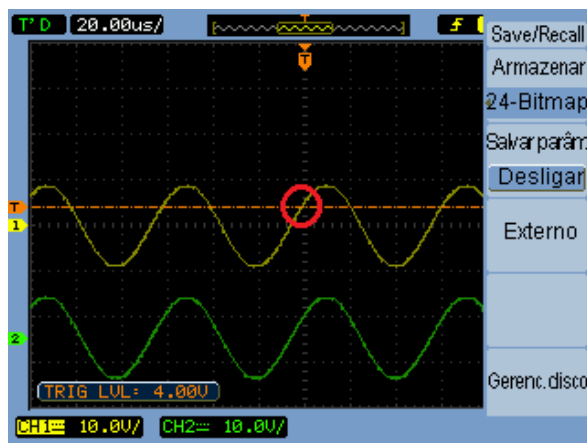 T'D 20.00us/
T
f
Save/Recall
Armazenar
24-Bitmap
Salvar parâm.
Desligar
Externo
Gerenc.disco
T
T
1
2
TRIG LVL: 4.00V
CH1 10.0V/ CH2 10.0V/